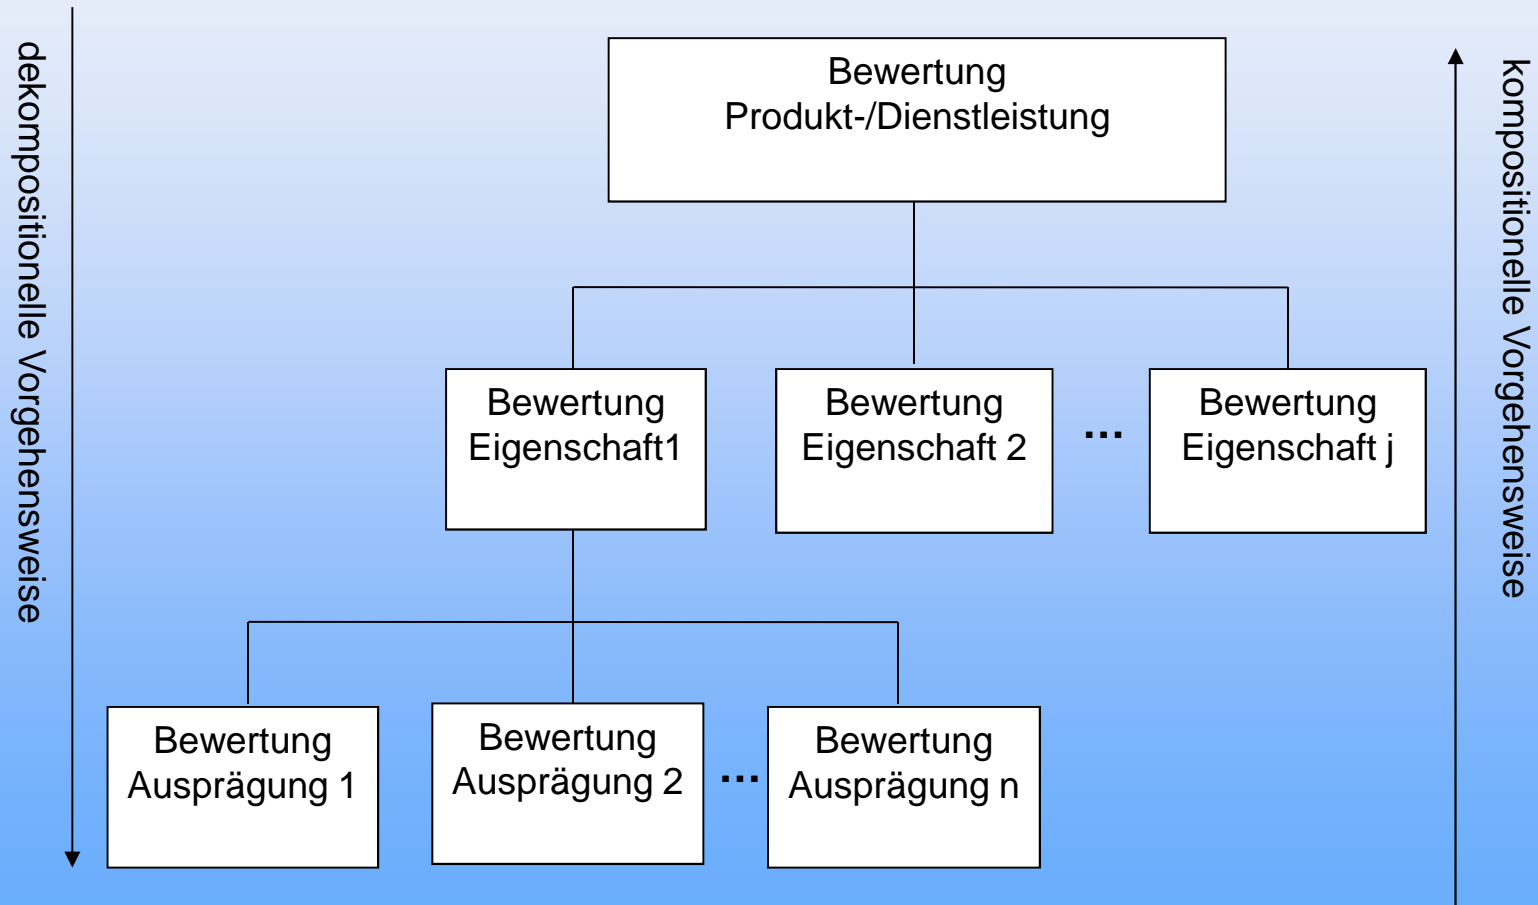 dekompositionelle Vorgehensweise
Bewertung
Produkt-/Dienstleistung
kompositionelle Vorgehensweise
Bewertung
Eigenschaft1
Bewertung
Eigenschaft 2
...
Bewertung
Eigenschaft j
Bewertung
Ausprägung 1
Bewertung
Ausprägung 2
...
Bewertung
Ausprägung n